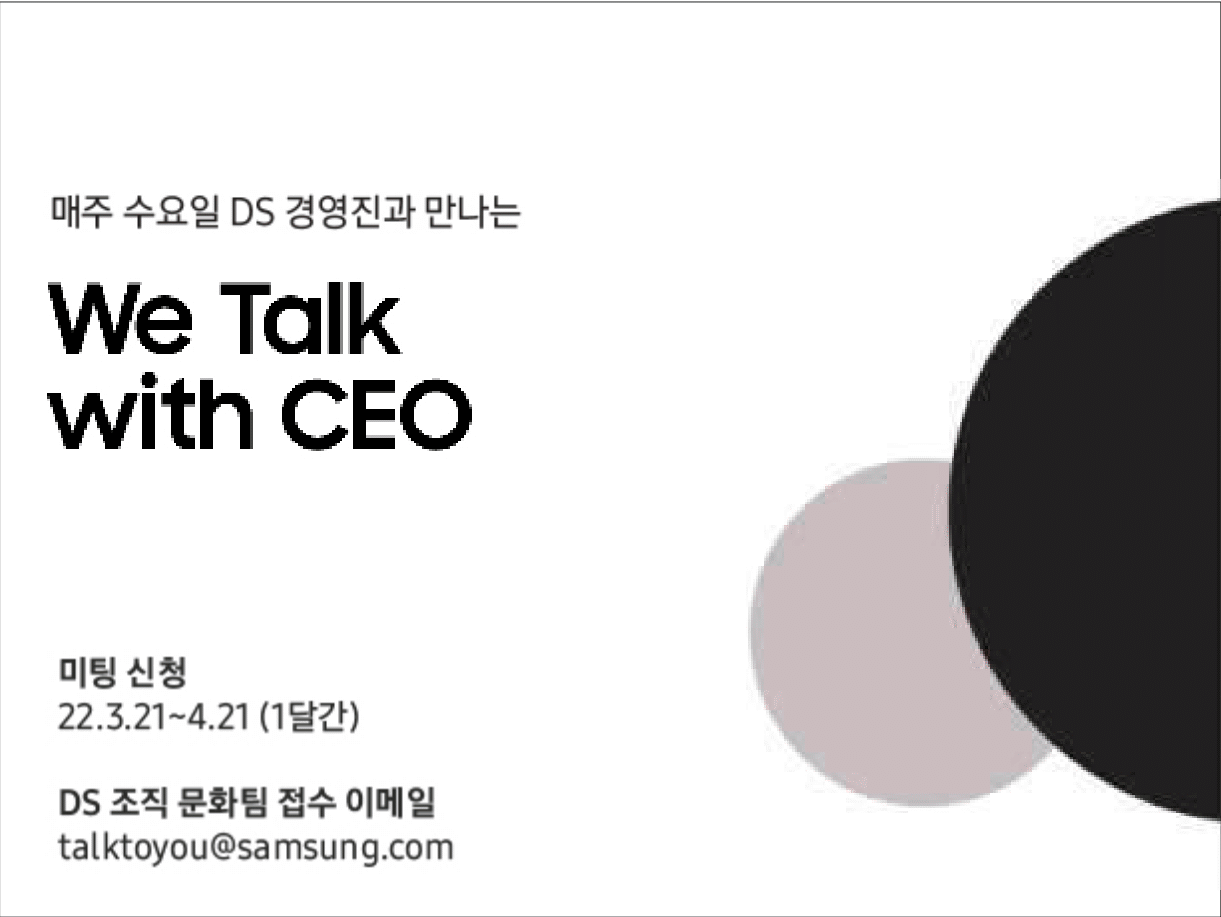 매주 수요일 DS 경영진과 만나는
We Talk
with CEO
미팅 신청
22.3.21~4.21 (1달간)
DS 조직 문화팀 접수 이메일
talktoyou@samsung.com